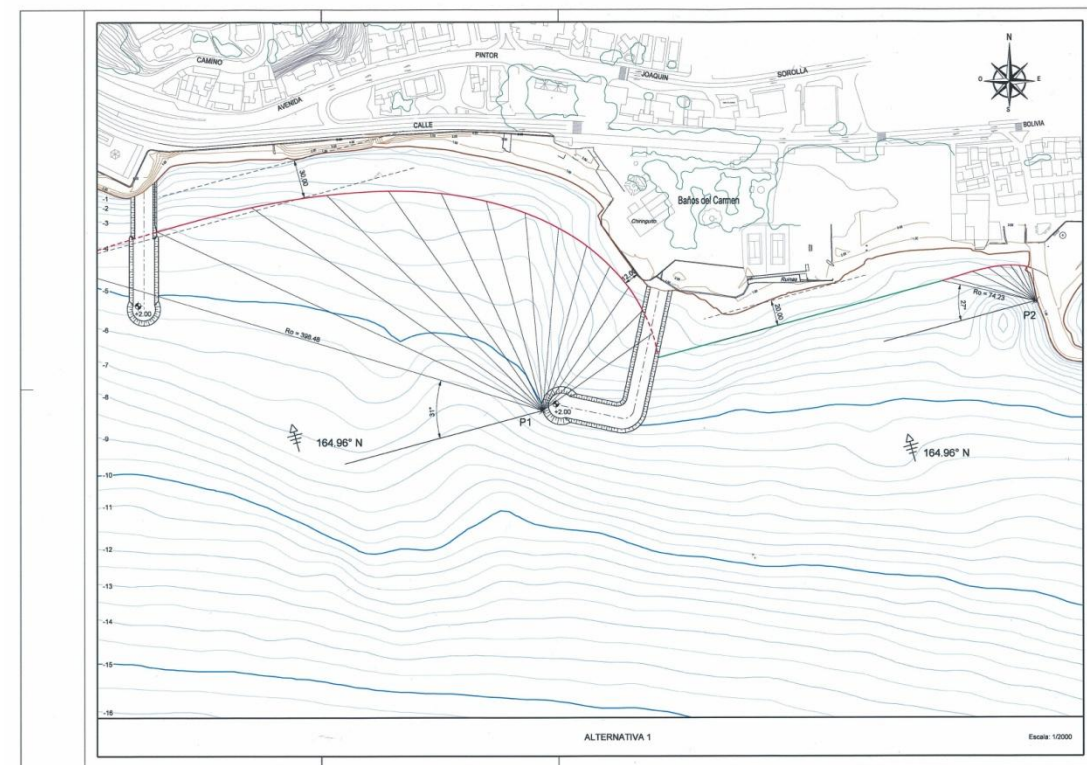 CAMINO
AVENIDA
PINTOR
JOAQUIN
SOROLLA
CALLE
BOLIVIA
N
O
E
S
Baños del Carmen
Chiringuito
Ruinas
30.00
22.00
20.00
Ro = 398.48
Ro = 74.23
31°
27°
P1
P2
+2.00
+2.00
164.96° N
164.96° N
-1
-2
-3
-4
-5
-6
-7
-8
-9
-10
-11
-12
-13
-14
-15
-16
ALTERNATIVA 1
Escala: 1/2000